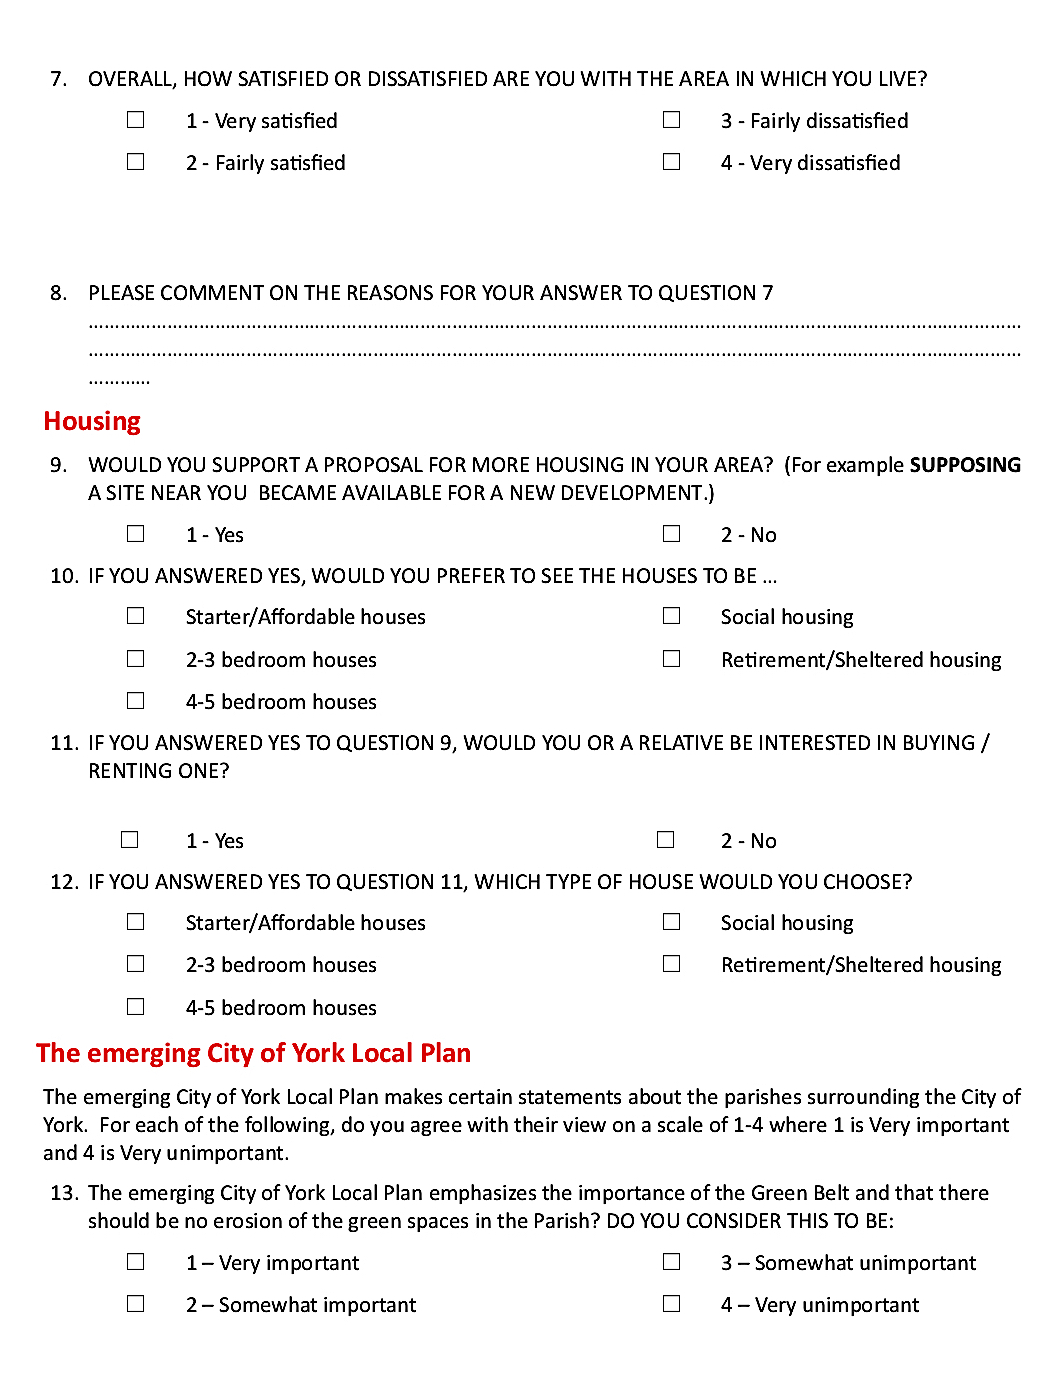 7. OVERALL, HOW SATISFIED OR DISSATISFIED ARE YOU WITH THE AREA IN WHICH YOU LIVE?
☐ 1 - Very satisfied ☐ 3 - Fairly dissatisfied
☐ 2 - Fairly satisfied ☐ 4 - Very dissatisfied
8. PLEASE COMMENT ON THE REASONS FOR YOUR ANSWER TO QUESTION 7
……………………………………………………………………………………………………………………………………………………………
……………………………………………………………………………………………………………………………………………………………
…………
Housing
9. WOULD YOU SUPPORT A PROPOSAL FOR MORE HOUSING IN YOUR AREA? (For example SUPPOSING
A SITE NEAR YOU BECAME AVAILABLE FOR A NEW DEVELOPMENT.)
☐ 1 - Yes ☐ 2 - No
10. IF YOU ANSWERED YES, WOULD YOU PREFER TO SEE THE HOUSES TO BE …
☐ Starter/Affordable houses ☐ Social housing
☐ 2-3 bedroom houses ☐ Retirement/Sheltered housing
☐ 4-5 bedroom houses
11. IF YOU ANSWERED YES TO QUESTION 9, WOULD YOU OR A RELATIVE BE INTERESTED IN BUYING /
RENTING ONE?
☐ 1 - Yes ☐ 2 - No
12. IF YOU ANSWERED YES TO QUESTION 11, WHICH TYPE OF HOUSE WOULD YOU CHOOSE?
☐ Starter/Affordable houses ☐ Social housing
☐ 2-3 bedroom houses ☐ Retirement/Sheltered housing
☐ 4-5 bedroom houses
The emerging City of York Local Plan
The emerging City of York Local Plan makes certain statements about the parishes surrounding the City of
York. For each of the following, do you agree with their view on a scale of 1-4 where 1 is Very important
and 4 is Very unimportant.
13. The emerging City of York Local Plan emphasizes the importance of the Green Belt and that there
should be no erosion of the green spaces in the Parish? DO YOU CONSIDER THIS TO BE:
☐ 1 – Very important ☐ 3 – Somewhat unimportant
☐ 2 – Somewhat important ☐ 4 – Very unimportant